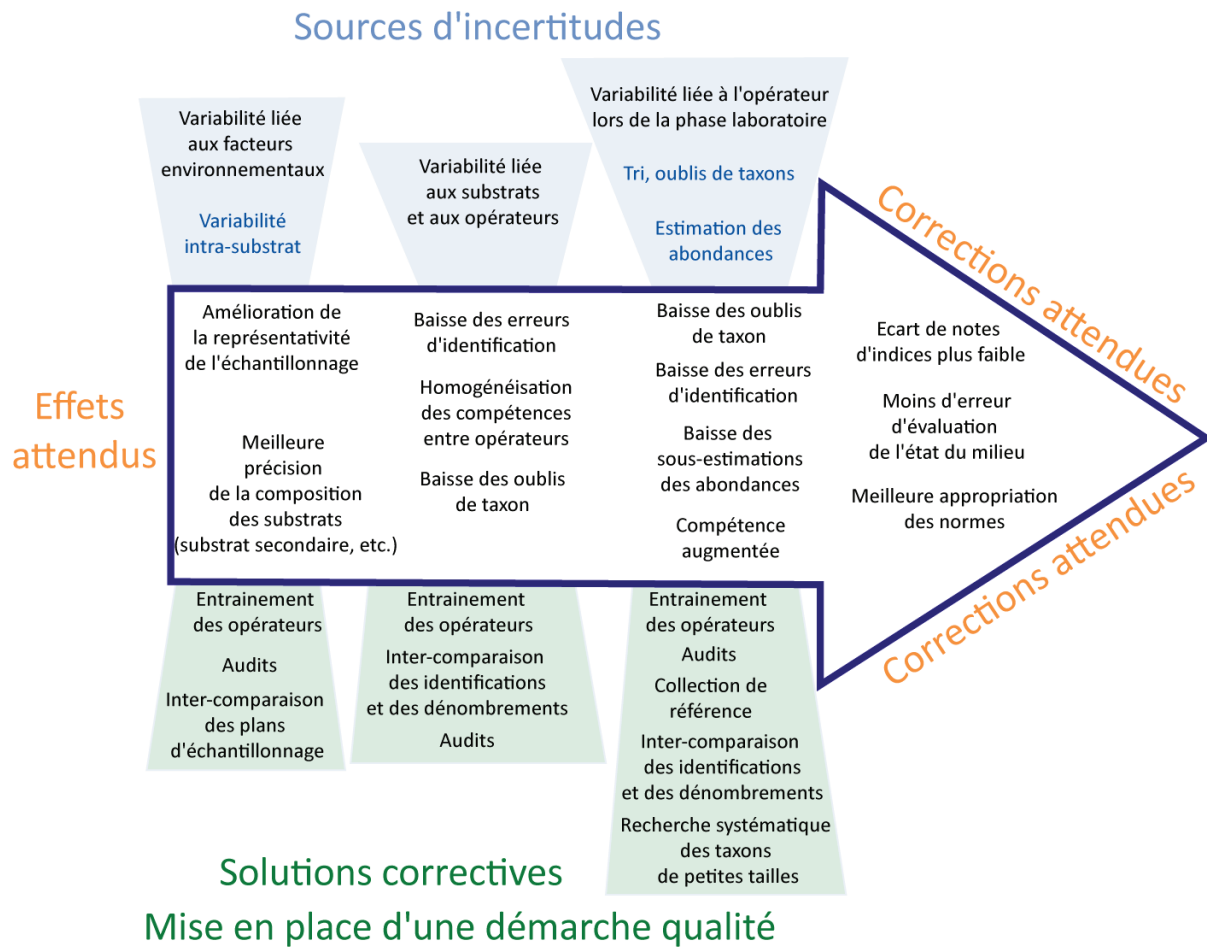 Sources d'incertitudes
Variabilité liée
aux facteurs
environnementaux
Variabilité
intra-substrat
Variabilité liée
aux substrats
et aux opérateurs
Variabilité liée à l'opérateur
lors de la phase laboratoire
Tri, oublis de taxons
Estimation des
abondances
Effets
attendus
Amélioration de
la représentativité
de l'échantillonnage
Meilleure
précision
de la composition
des substrats
(substrat secondaire, etc.)
Baisse des erreurs
d'identification
Homogénéisation
des compétences
entre opérateurs
Baisse des oublis
de taxon
Baisse des oublis
de taxon
Baisse des erreurs
d'identification
Baisse des
sous-estimations
des abondances
Compétence
augmentée
Ecart de notes
d'indices plus faible
Moins d'erreur
d'évaluation
de l'état du milieu
Meilleure appropriation
des normes
Corrections attendues
Corrections attendues
Entrainement
des opérateurs
Audits
Inter-comparaison
des plans
d'échantillonnage
Entrainement
des opérateurs
Inter-comparaison
des identifications
et des dénombrements
Audits
Entrainement
des opérateurs
Audits
Collection de
référence
Inter-comparaison
des identifications
et des dénombrements
Recherche systématique
des taxons
de petites tailles
Solutions correctives
Mise en place d'une démarche qualité